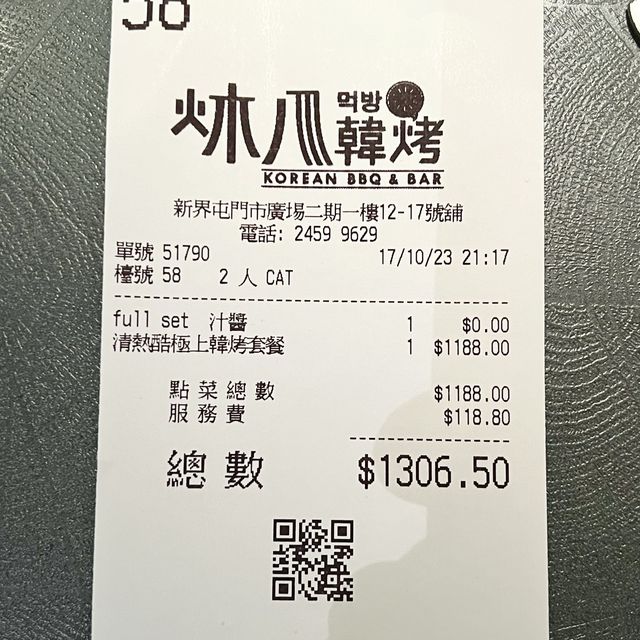 58
炑八韓烤
먹방
KOREAN BBQ & BAR
新界屯門市廣場二期一樓12-17號舖
電話: 2459 9629
單號 51790 17/10/23 21:17
檯號 58 2 人 CAT
full set 汁醬 1 $0.00
清熱酷極上韓烤套餐 1 $1188.00
點菜總數 $1188.00
服務費 $118.80
總數 $1306.50